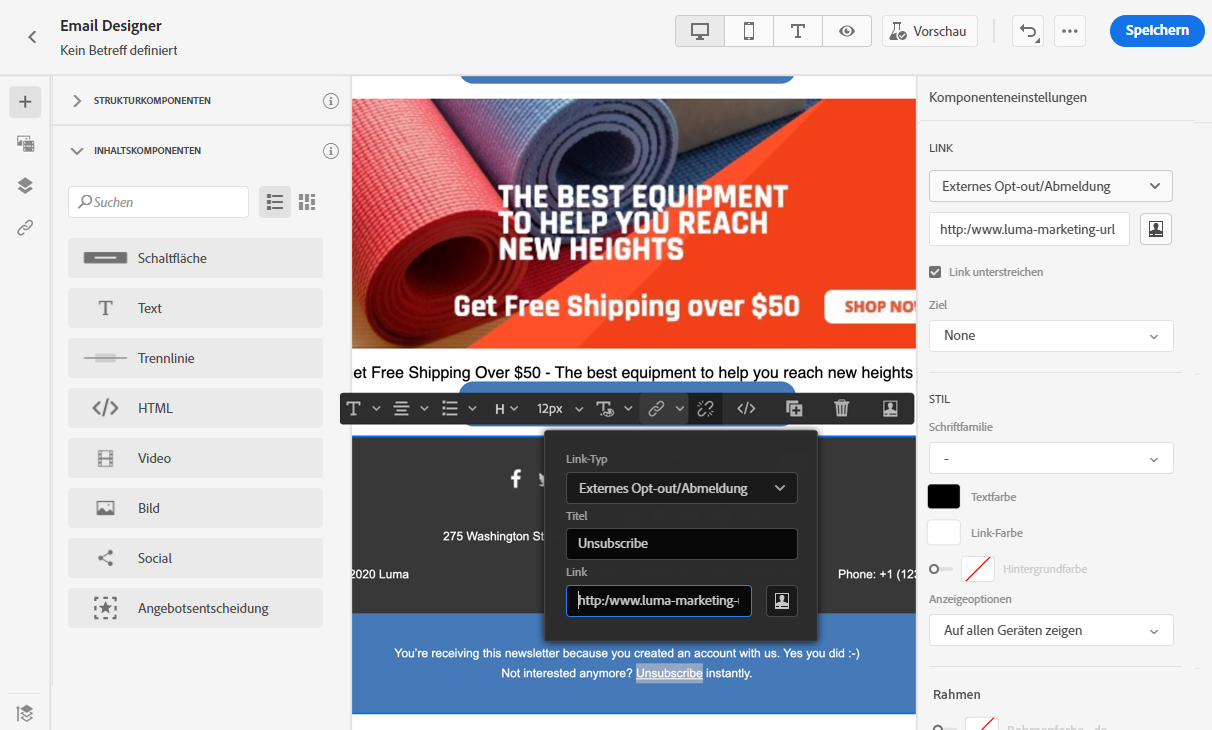 Email Designer
Kein Betreff definiert
Vorschau
Speichern
STRUKTURKOMPONENTEN
INHALTSKOMPONENTEN
Suchen
Schaltfläche
Text
Trennlinie
HTML
Video
Bild
Social
Angebotsentscheidung
THE BEST EQUIPMENT
TO HELP YOU REACH
NEW HEIGHTS
Get Free Shipping over $50
SHOP NO
et Free Shipping Over $50 - The best equipment to help you reach new heights
H
12px
Link-Typ
Externes Opt-out/Abmeldung
Titel
Unsubscribe
Link
http:/www.luma-marketing-
275 Washington St
2020 Luma
Phone: +1 (123
You’re receiving this newsletter because you created an account with us. Yes you did :-)
Not interested anymore? Unsubscribe instantly.
Komponenteneinstellungen
LINK
Externes Opt-out/Abmeldung
http:/www.luma-marketing-url
Link unterstreichen
Ziel
None
STIL
Schriftfamilie
-
Textfarbe
Link-Farbe
Hintergrundfarbe
Anzeigeoptionen
Auf allen Geräten zeigen
Rahmen